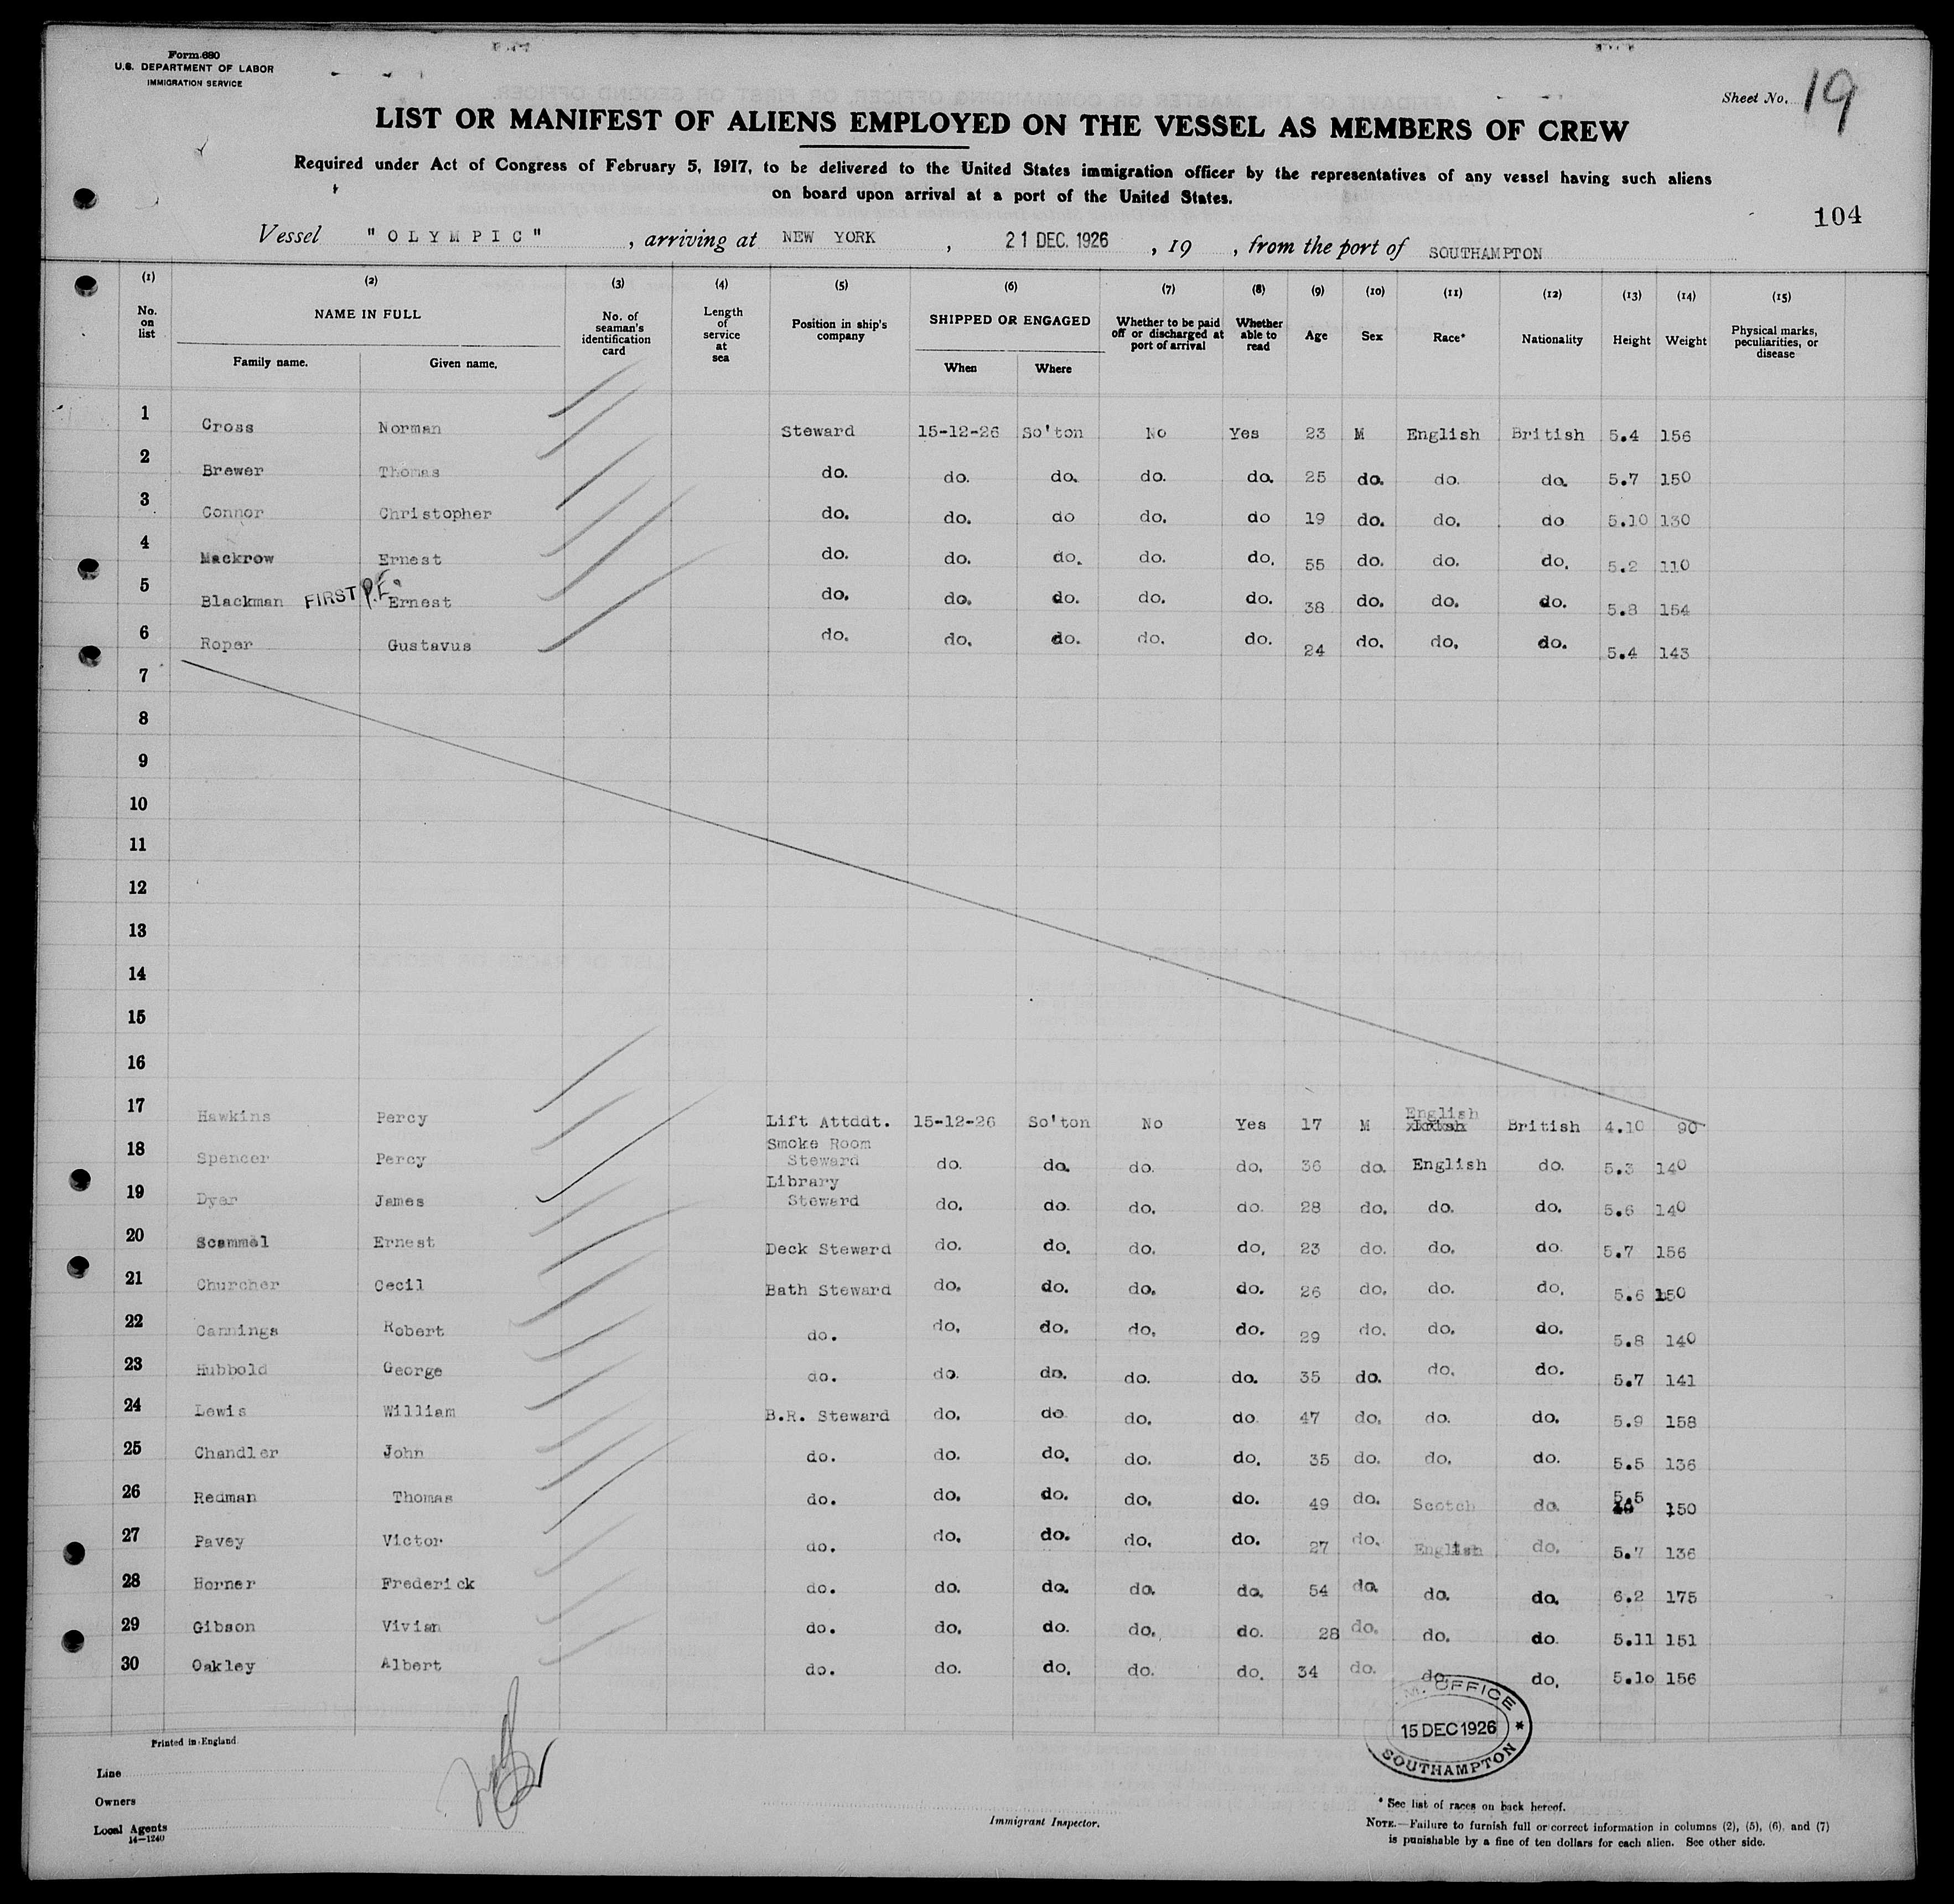 Form 680
U.S. DEPARTMENT OF LABOR
IMMIGRATION SERVICE
Sheet No. 19
LIST OR MANIFEST OF ALIENS EMPLOYED ON THE VESSEL AS MEMBERS OF CREW
Required under Act of Congress of February 5, 1917, to be delivered to the United States immigration officer by the representatives of any vessel having such aliens
on board upon arrival at a port of the United States.
104
Vessel "OLYMPIC", arriving at NEW YORK, 21 DEC. 1926, 19 , from the port of SOUTHAMPTON
(1) (2) (3) (4) (5) (6) (7) (8) (9) (10) (11) (12) (13) (14) (15)
No. on list NAME IN FULL Family name. Given name. No. of seaman's identification card Length of service at sea Position in ship's company SHIPPED OR ENGAGED When Where Whether to be paid off or discharged at port of arrival Whether able to read Age Sex Race* Nationality Height Weight Physical marks, peculiarities, or disease
1 Cross Norman Steward 15-12-26 So'ton No Yes 23 M English British 5.4 156
2 Brewer Thomas do. do. do. do. do. 25 do. do. do. 5.7 150
3 Connor Christopher do. do. do do. do 19 do. do. do 5.10 130
4 Mackrow Ernest do. do. do. do. do. 55 do. do. do. 5.2 110
5 Blackman FIRST P.E. Ernest do. do. do. do. do. 38 do. do. do. 5.8 154
6 Roper Gustavus do. do. do. do. do. 24 do. do. do. 5.4 143
7
8
9
10
11
12
13
14
15
16
17 Hawkins Percy Lift Attddt. 15-12-26 So'ton No Yes 17 M English British 4.10 90
18 Spencer Percy Smoke Room Steward do. do. do. do. 36 do. English do. 5.3 140
19 Dyer James Library Steward do. do. do. do. 28 do. do. do. 5.6 140
20 Scammel Ernest Deck Steward do. do. do. do. 23 do. do. do. 5.7 156
21 Churcher Cecil Bath Steward do. do. do. do. 26 do. do. do. 5.6 150
22 Cannings Robert do. do. do. do. do. 29 do. do. do. 5.8 140
23 Hubbold George do. do. do. do. do. 35 do. do. do. 5.7 141
24 Lewis William B.R. Steward do. do do. do 47 do. do. do. 5.9 158
25 Chandler John do. do. do. do. do. 35 do. do. do. 5.5 136
26 Redman Thomas do. do. do. do. do. 49 do. Scotch do. 5.5 150
27 Pavey Victor do. do. do. do. do. 27 do. English do. 5.7 136
28 Horner Frederick do. do. do. do. do. 54 do. do. do. 6.2 175
29 Gibson Vivian do. do. do. do. do. 28 do. do. do. 5.11 151
30 Oakley Albert do. do. do. do. do. 34 do. do. do. 5.10 156
OFFICE
15 DEC 1926
SOUTHAMPTON
Printed in England.
Line
Owners
Local Agents
14-1240
Immigrant Inspector.
* See list of races on back hereof.
NOTE.—Failure to furnish full or correct information in columns (2), (5), (6), and (7)
is punishable by a fine of ten dollars for each alien. See other side.